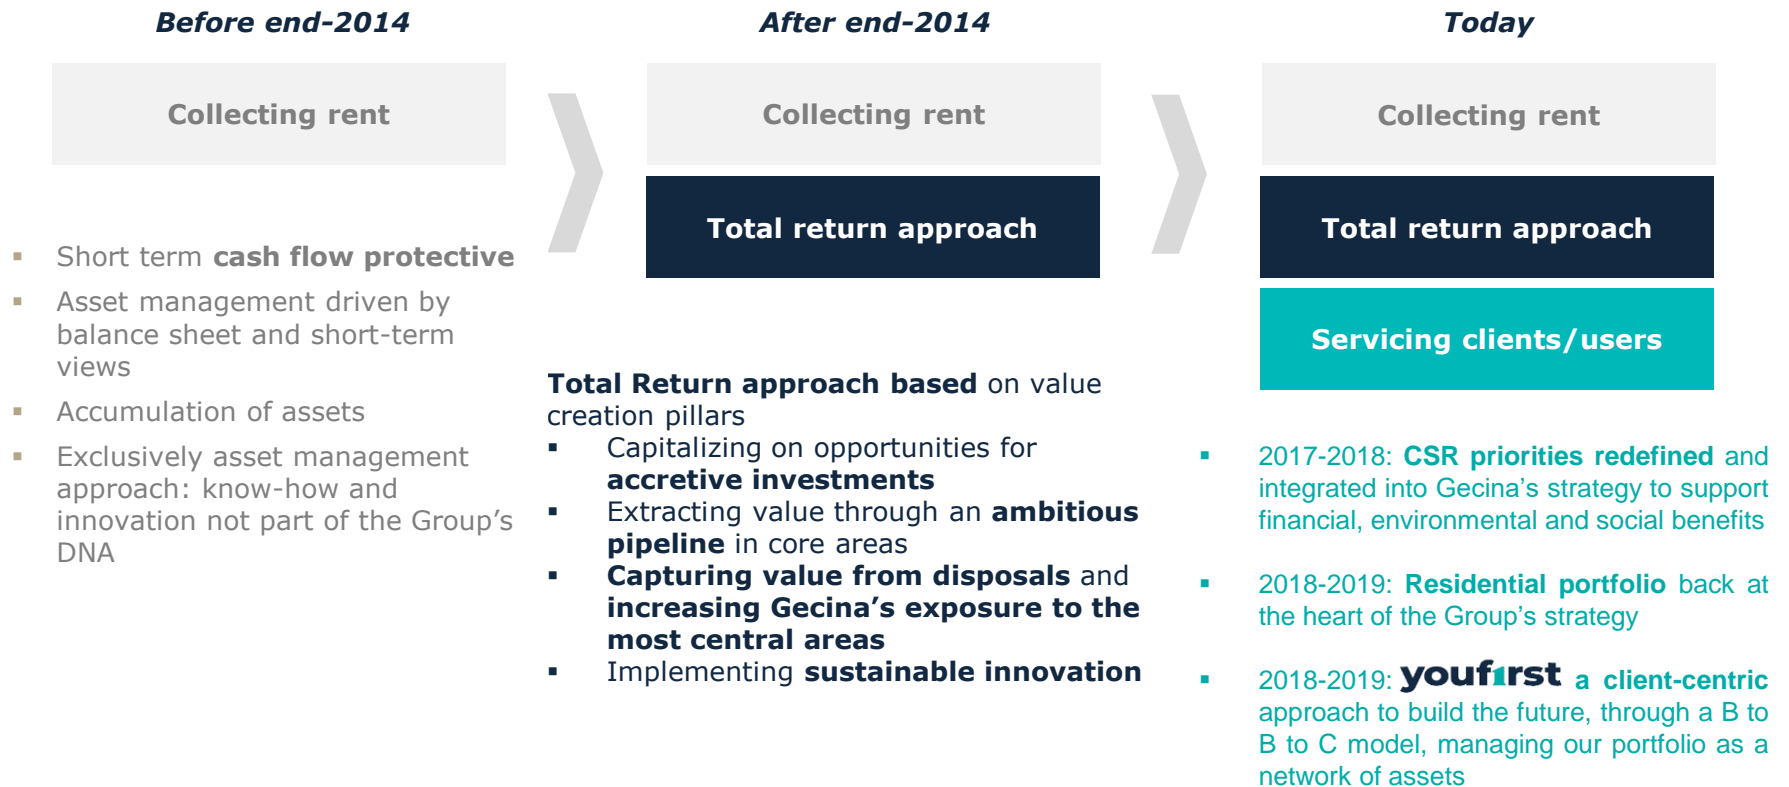 Before end-2014
Collecting rent
▪ Short term cash flow protective
▪ Asset management driven by
balance sheet and short-term
views
▪ Accumulation of assets
▪ Exclusively asset management
approach: know-how and
innovation not part of the Group’s
DNA
After end-2014
Collecting rent
Total return approach
Total Return approach based on value
creation pillars
▪ Capitalizing on opportunities for
accretive investments
▪ Extracting value through an ambitious
pipeline in core areas
▪ Capturing value from disposals and
increasing Gecina’s exposure to the
most central areas
▪ Implementing sustainable innovation
Today
Collecting rent
Total return approach
Servicing clients/users
▪ 2017-2018: CSR priorities redefined and
integrated into Gecina’s strategy to support
financial, environmental and social benefits
▪ 2018-2019: Residential portfolio back at
the heart of the Group’s strategy
▪ 2018-2019: youf1rst a client-centric
approach to build the future, through a B to
B to C model, managing our portfolio as a
network of assets